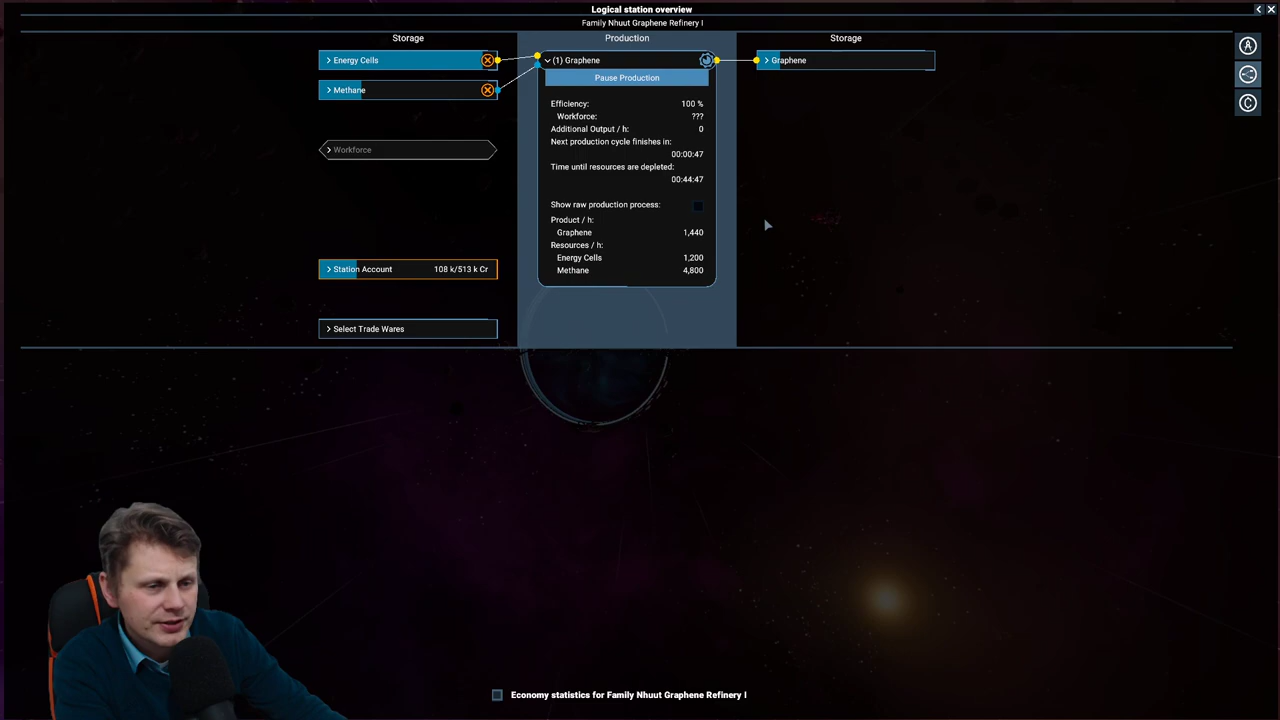 Logical station overview
Family Nhuut Graphene Refinery I
Storage
Production
Storage
Energy Cells
Methane
Workforce
Station Account 108 k/513 k Cr
Select Trade Wares
(1) Graphene
Pause Production
Efficiency: 100 %
Workforce: ???
Additional Output / h: 0
Next production cycle finishes in:
00:00:47
Time until resources are depleted:
00:44:47
Show raw production process:
Product / h:
Graphene 1,440
Resources / h:
Energy Cells 1,200
Methane 4,800
Graphene
Economy statistics for Family Nhuut Graphene Refinery I